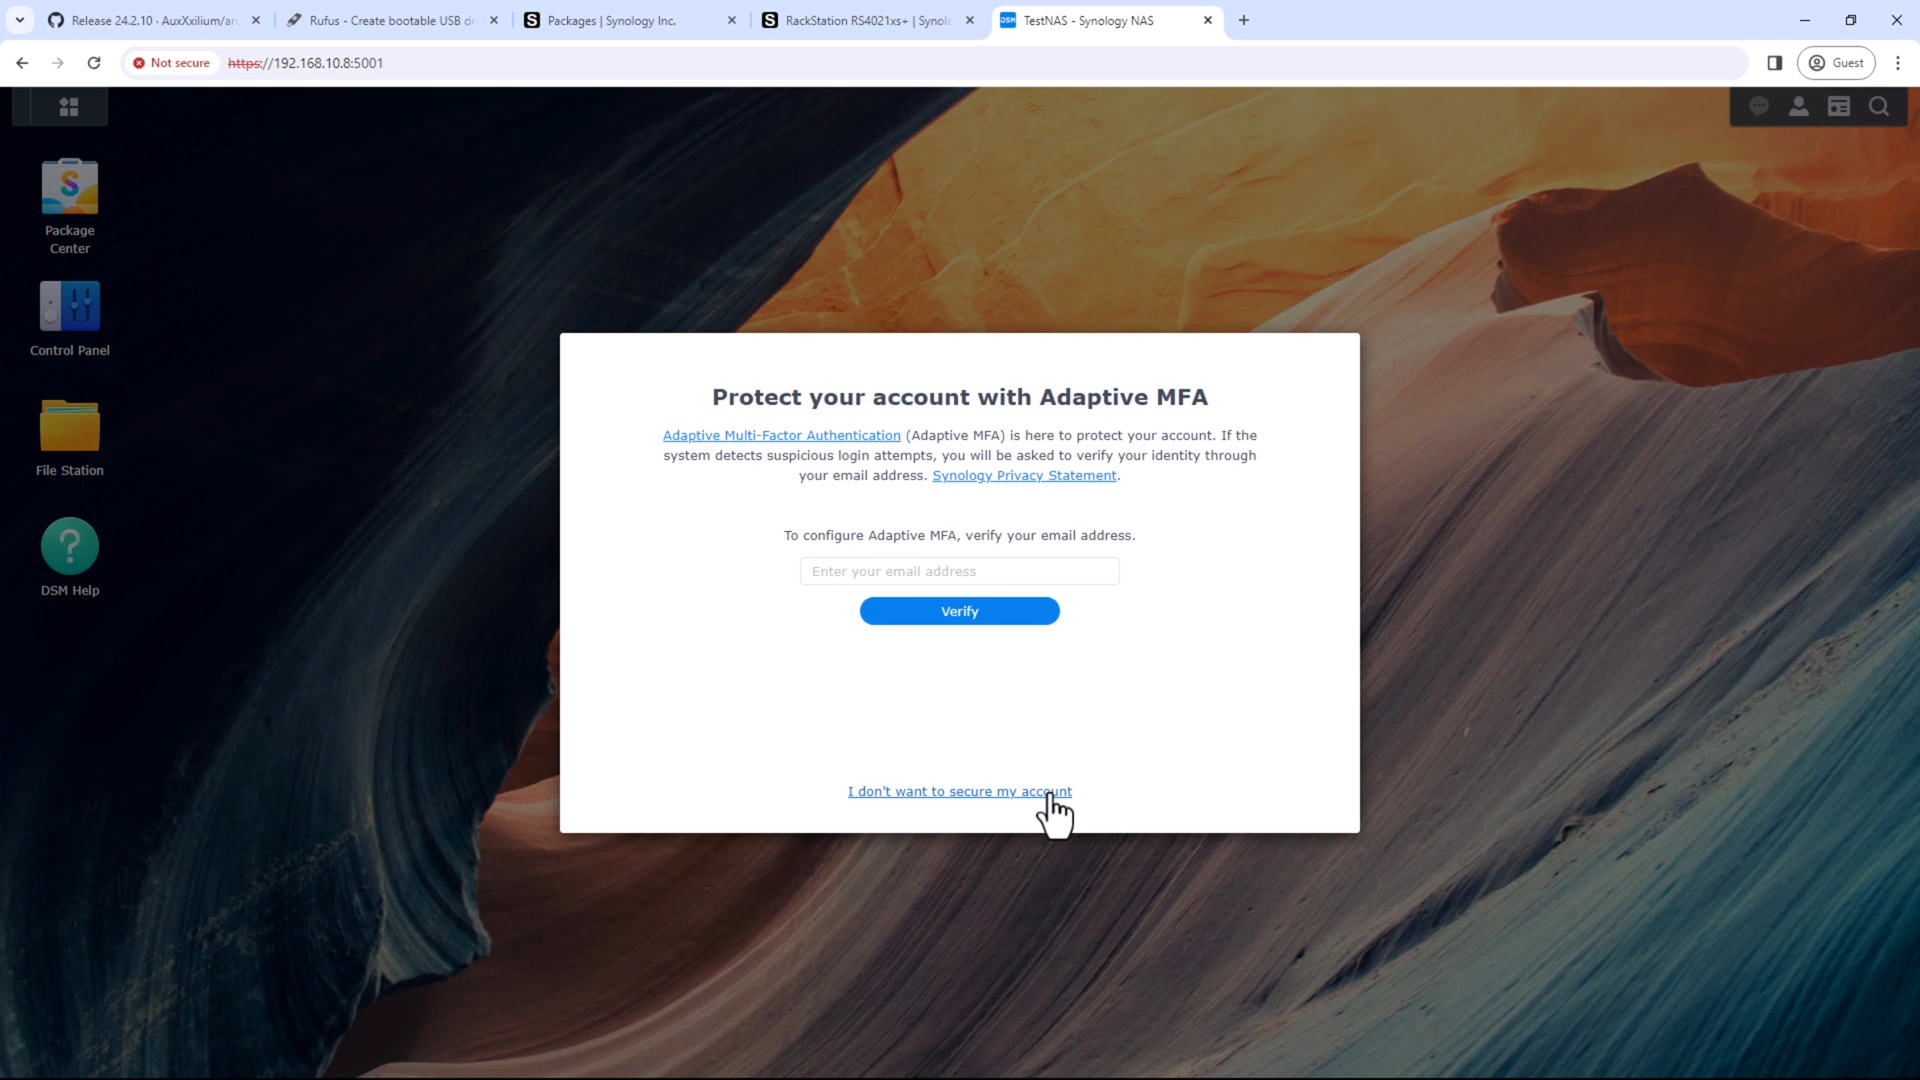 Release 24.2.10 · AuxXxilium/ar
Rufus - Create bootable USB dr
Packages | Synology Inc.
RackStation RS4021xs+ | Synolo
DSM
TestNAS - Synology NAS
Not secure
https://192.168.10.8:5001
Guest
Package
Center
Control Panel
File Station
DSM Help
Protect your account with Adaptive MFA
Adaptive Multi-Factor Authentication (Adaptive MFA) is here to protect your account. If the
system detects suspicious login attempts, you will be asked to verify your identity through
your email address. Synology Privacy Statement.
To configure Adaptive MFA, verify your email address.
Enter your email address
Verify
I don't want to secure my account